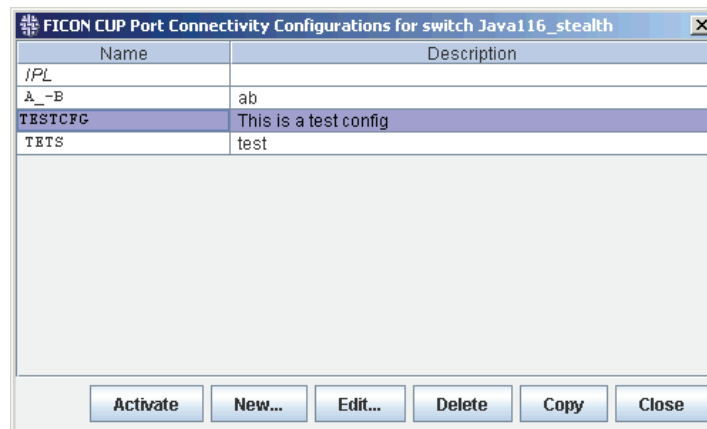 FICON CUP Port Connectivity Configurations for switch Java116_stealth
Name Description
IPL
A_-B ab
TESTCFG This is a test config
TETS test
Activate New... Edit... Delete Copy Close